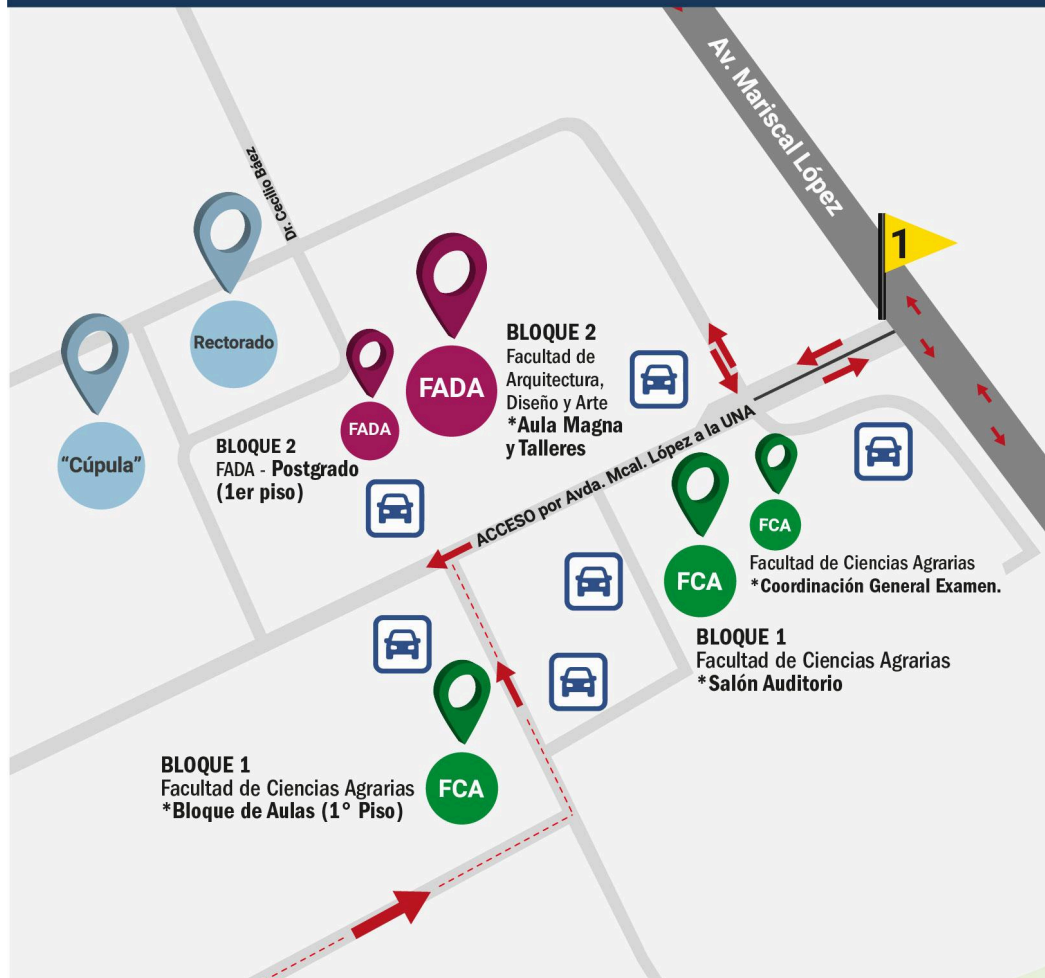 Av. Mariscal López
1
Dr. Cecilio Báez
Rectorado
"Cúpula"
FADA
FADA
BLOQUE 2
Facultad de
Arquitectura,
Diseño y Arte
*Aula Magna
y Talleres
BLOQUE 2
FADA - Postgrado
(1er piso)
ACCESO por Avda. Mcal. López a la UNA
FCA
FCA
Facultad de Ciencias Agrarias
*Coordinación General Examen.
BLOQUE 1
Facultad de Ciencias Agrarias
*Salón Auditorio
BLOQUE 1
Facultad de Ciencias Agrarias
*Bloque de Aulas (1° Piso)
FCA